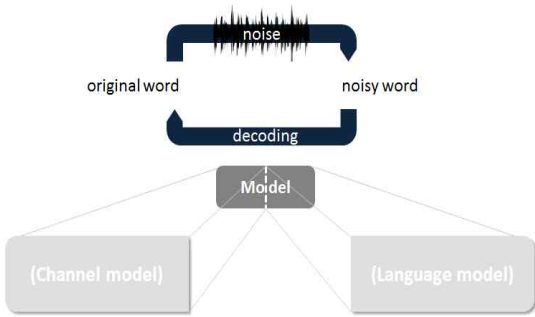 noise
original word
noisy word
decoding
Model
(Channel model)
(Language model)